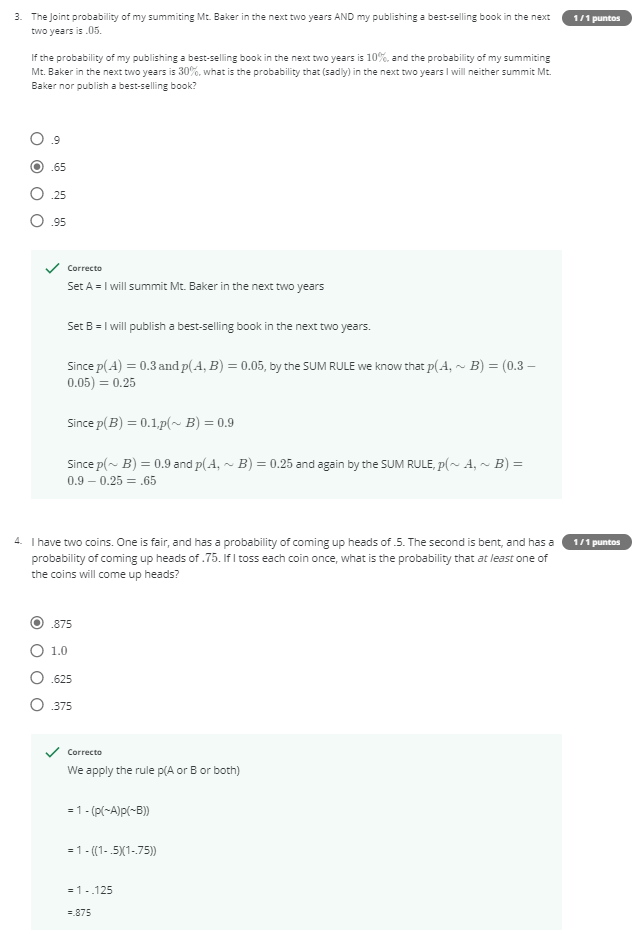 3. The Joint probability of my summiting Mt. Baker in the next two years AND my publishing a best-selling book in the next
two years is .05.
1 / 1 puntos
If the probability of my publishing a best-selling book in the next two years is 10%, and the probability of my summiting
Mt. Baker in the next two years is 30%, what is the probability that (sadly) in the next two years I will neither summit Mt.
Baker nor publish a best-selling book?
.9
.65
.25
.95
Correcto
Set A = I will summit Mt. Baker in the next two years
Set B = I will publish a best-selling book in the next two years.
Since p(A) = 0.3 and p(A, B) = 0.05, by the SUM RULE we know that p(A, ∼ B) = (0.3 −
0.05) = 0.25
Since p(B) = 0.1,p(∼ B) = 0.9
Since p(∼ B) = 0.9 and p(A, ∼ B) = 0.25 and again by the SUM RULE, p(∼ A, ∼ B) =
0.9 − 0.25 = .65
4. I have two coins. One is fair, and has a probability of coming up heads of .5. The second is bent, and has a
probability of coming up heads of .75. If I toss each coin once, what is the probability that at least one of
the coins will come up heads?
1 / 1 puntos
.875
1.0
.625
.375
Correcto
We apply the rule p(A or B or both)
= 1 - (p(~A)p(~B))
= 1 - ((1- .5)(1-.75))
= 1 - .125
=.875